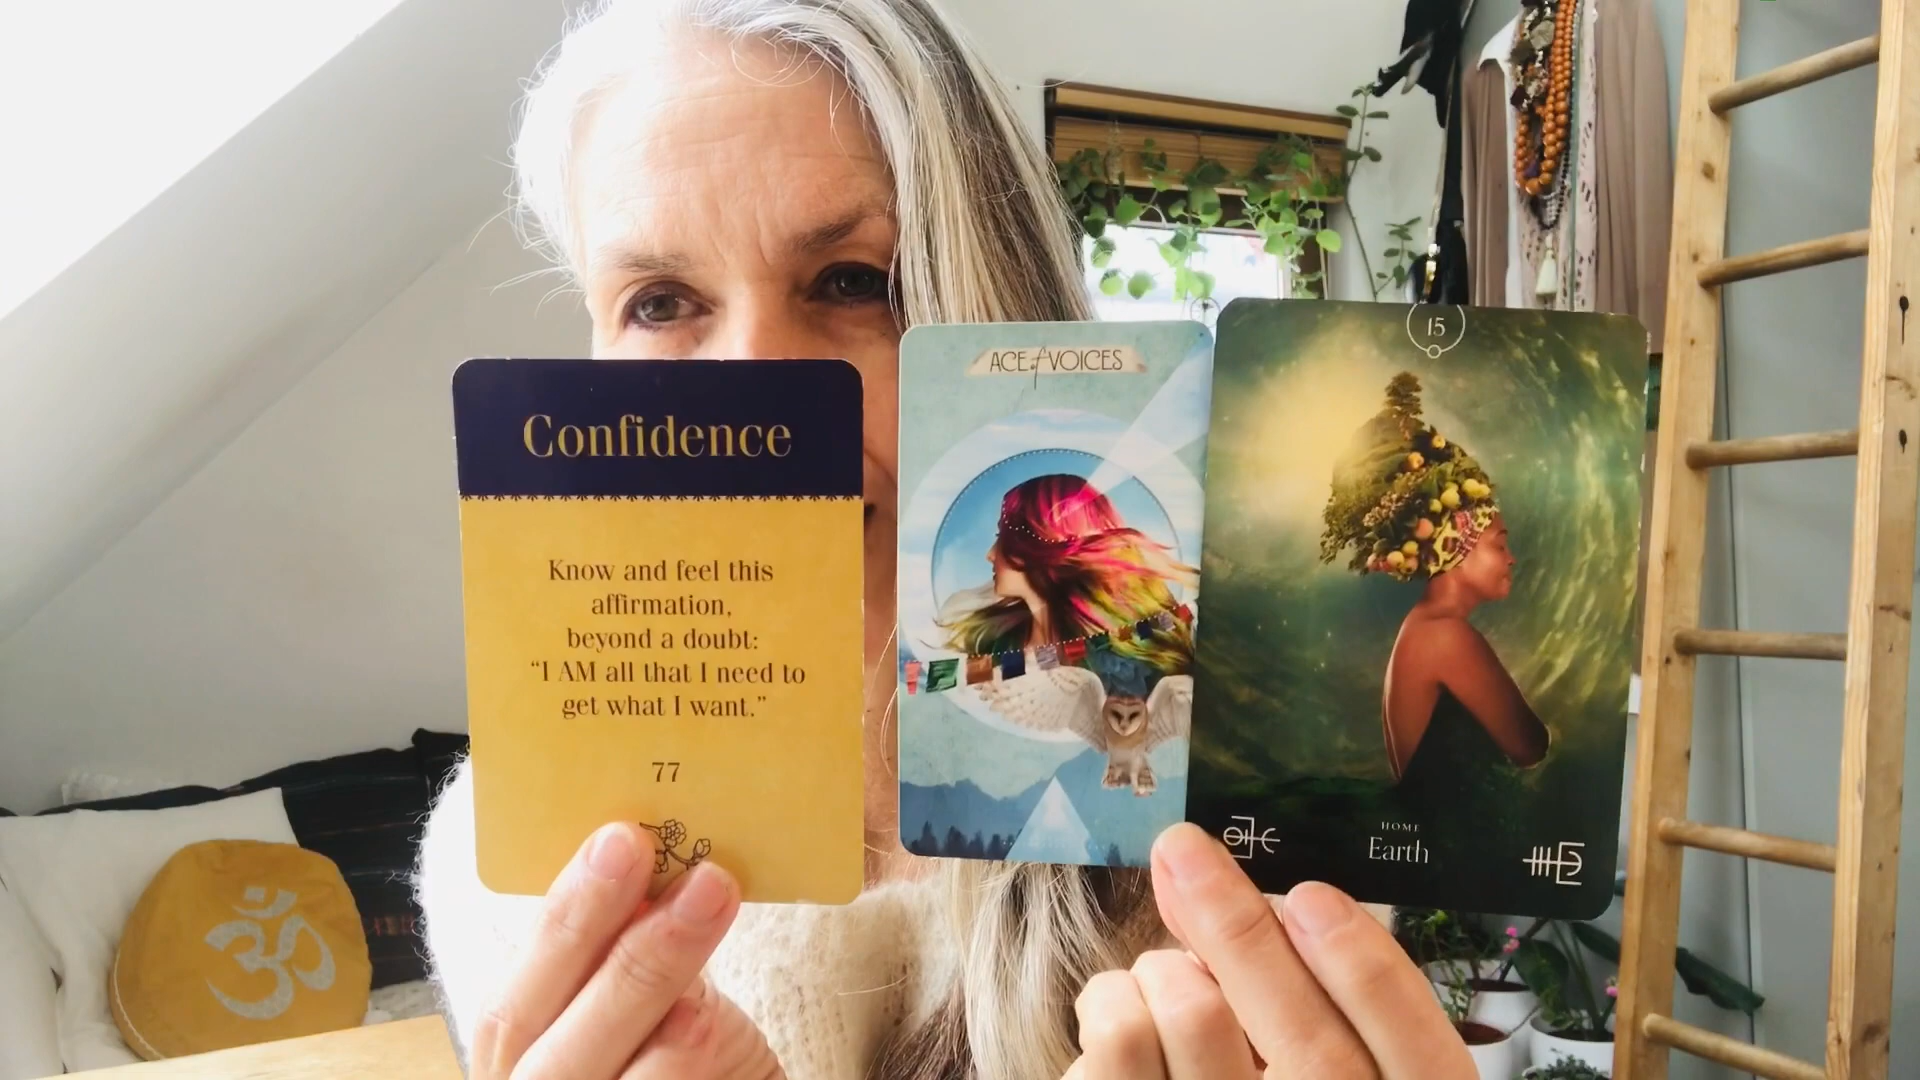 Confidence
Know and feel this
affirmation,
beyond a doubt:
“I AM all that I need to
get what I want.”
77
ACE of VOICES
15
HOME
Earth
ॐ